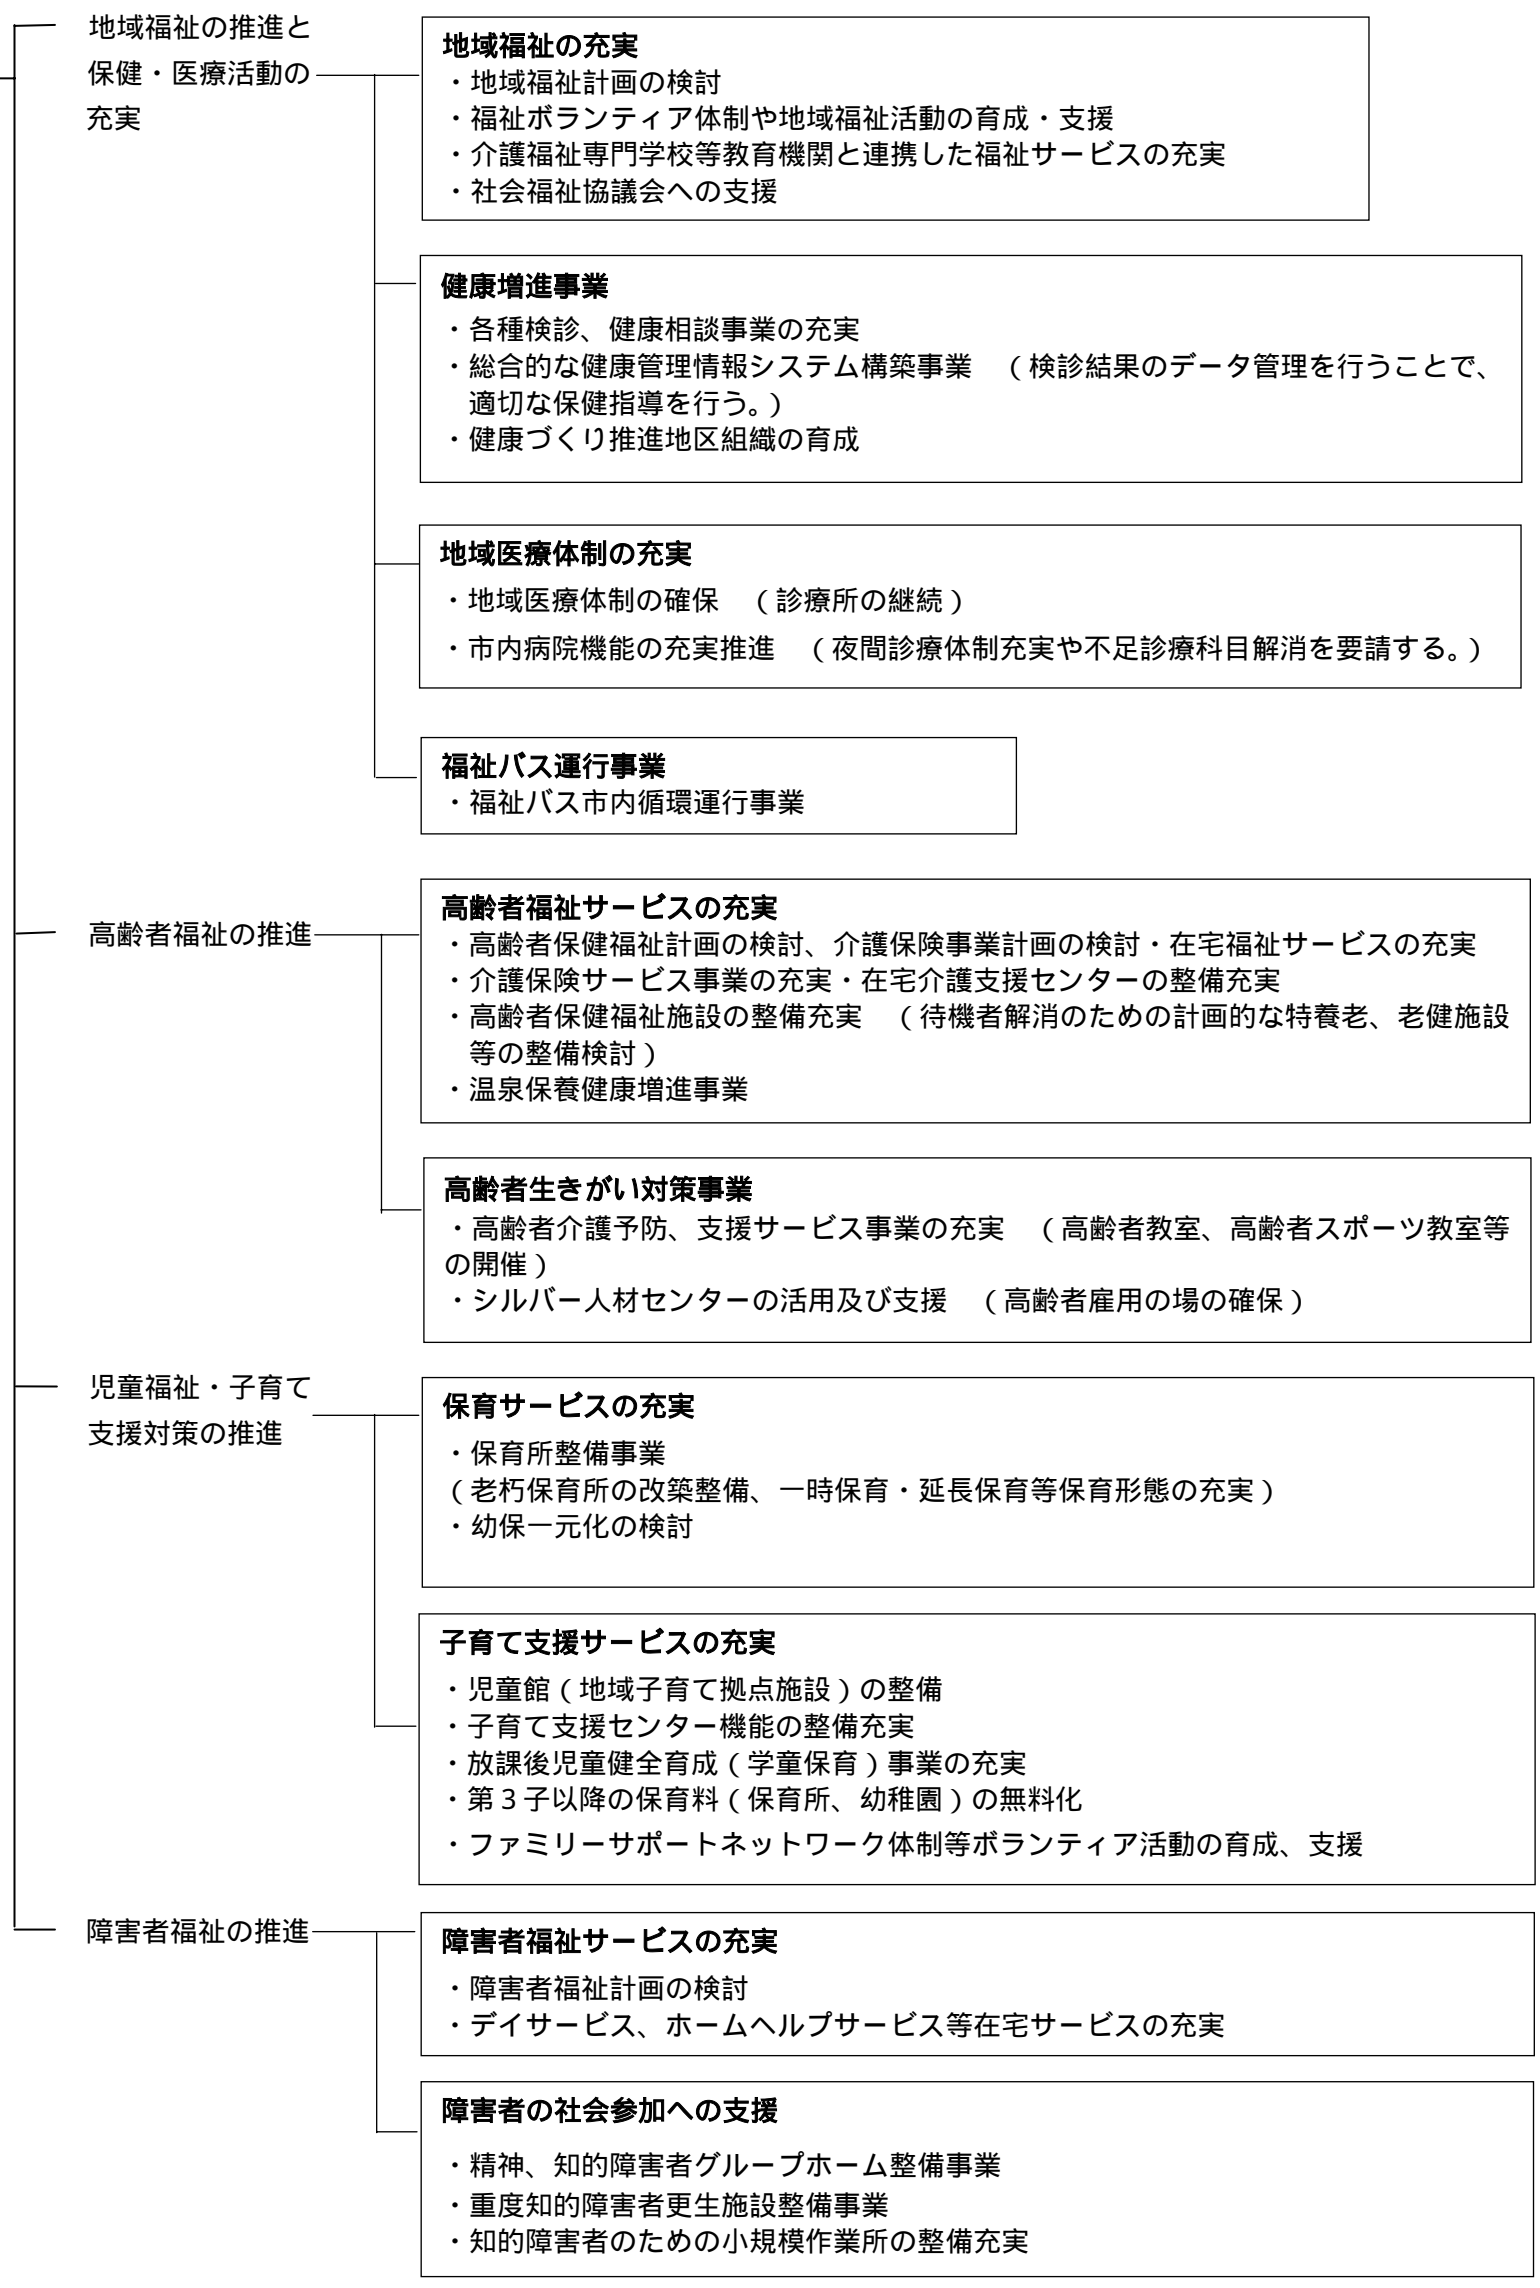 地域福祉の推進と
保健・医療活動の
充実
地域福祉の充実
・地域福祉計画の検討
・福祉ボランティア体制や地域福祉活動の育成・支援
・介護福祉専門学校等教育機関と連携した福祉サービスの充実
・社会福祉協議会への支援
健康増進事業
・各種検診、健康相談事業の充実
・総合的な健康管理情報システム構築事業　（検診結果のデータ管理を行うことで、
適切な保健指導を行う。）
・健康づくり推進地区組織の育成
地域医療体制の充実
・地域医療体制の確保　（診療所の継続）
・市内病院機能の充実推進　（夜間診療体制充実や不足診療科目解消を要請する。）
福祉バス運行事業
・福祉バス市内循環運行事業
高齢者福祉の推進
高齢者福祉サービスの充実
・高齢者保健福祉計画の検討、介護保険事業計画の検討・在宅福祉サービスの充実
・介護保険サービス事業の充実・在宅介護支援センターの整備充実
・高齢者保健福祉施設の整備充実　（待機者解消のための計画的な特養老、老健施設
等の整備検討）
・温泉保養健康増進事業
高齢者生きがい対策事業
・高齢者介護予防、支援サービス事業の充実　（高齢者教室、高齢者スポーツ教室等
の開催）
・シルバー人材センターの活用及び支援　（高齢者雇用の場の確保）
児童福祉・子育て
支援対策の推進
保育サービスの充実
・保育所整備事業
（老朽保育所の改築整備、一時保育・延長保育等保育形態の充実）
・幼保一元化の検討
子育て支援サービスの充実
・児童館（地域子育て拠点施設）の整備
・子育て支援センター機能の整備充実
・放課後児童健全育成（学童保育）事業の充実
・第３子以降の保育料（保育所、幼稚園）の無料化
・ファミリーサポートネットワーク体制等ボランティア活動の育成、支援
障害者福祉の推進
障害者福祉サービスの充実
・障害者福祉計画の検討
・デイサービス、ホームヘルプサービス等在宅サービスの充実
障害者の社会参加への支援
・精神、知的障害者グループホーム整備事業
・重度知的障害者更生施設整備事業
・知的障害者のための小規模作業所の整備充実